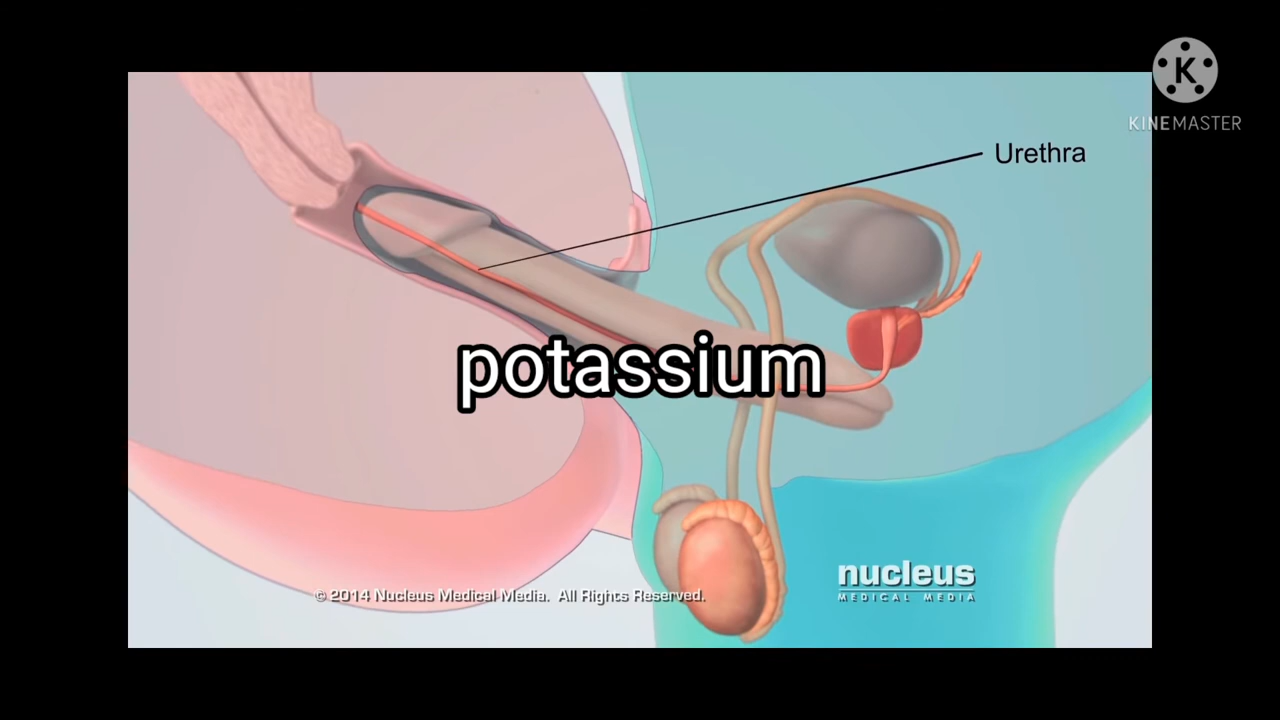 K
KINEMASTER
Urethra
potassium
nucleus
MEDICAL MEDIA
© 2014 Nucleus Medical Media. All Rights Reserved.